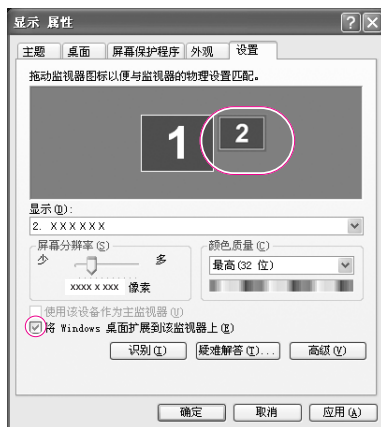 显示 属性
主题 桌面 屏幕保护程序 外观 设置
拖动监视器图标以便与监视器的物理设置匹配。
1 2
显示(D):
2. XXXXXX
屏幕分辨率(S)
少 多
xxxx x xxx 像素
颜色质量(C)
最高(32 位)
使用该设备作为主监视器(U)
将 Windows 桌面扩展到该监视器上(E)
识别(I) 疑难解答(T)... 高级(V)
确定 取消 应用(A)